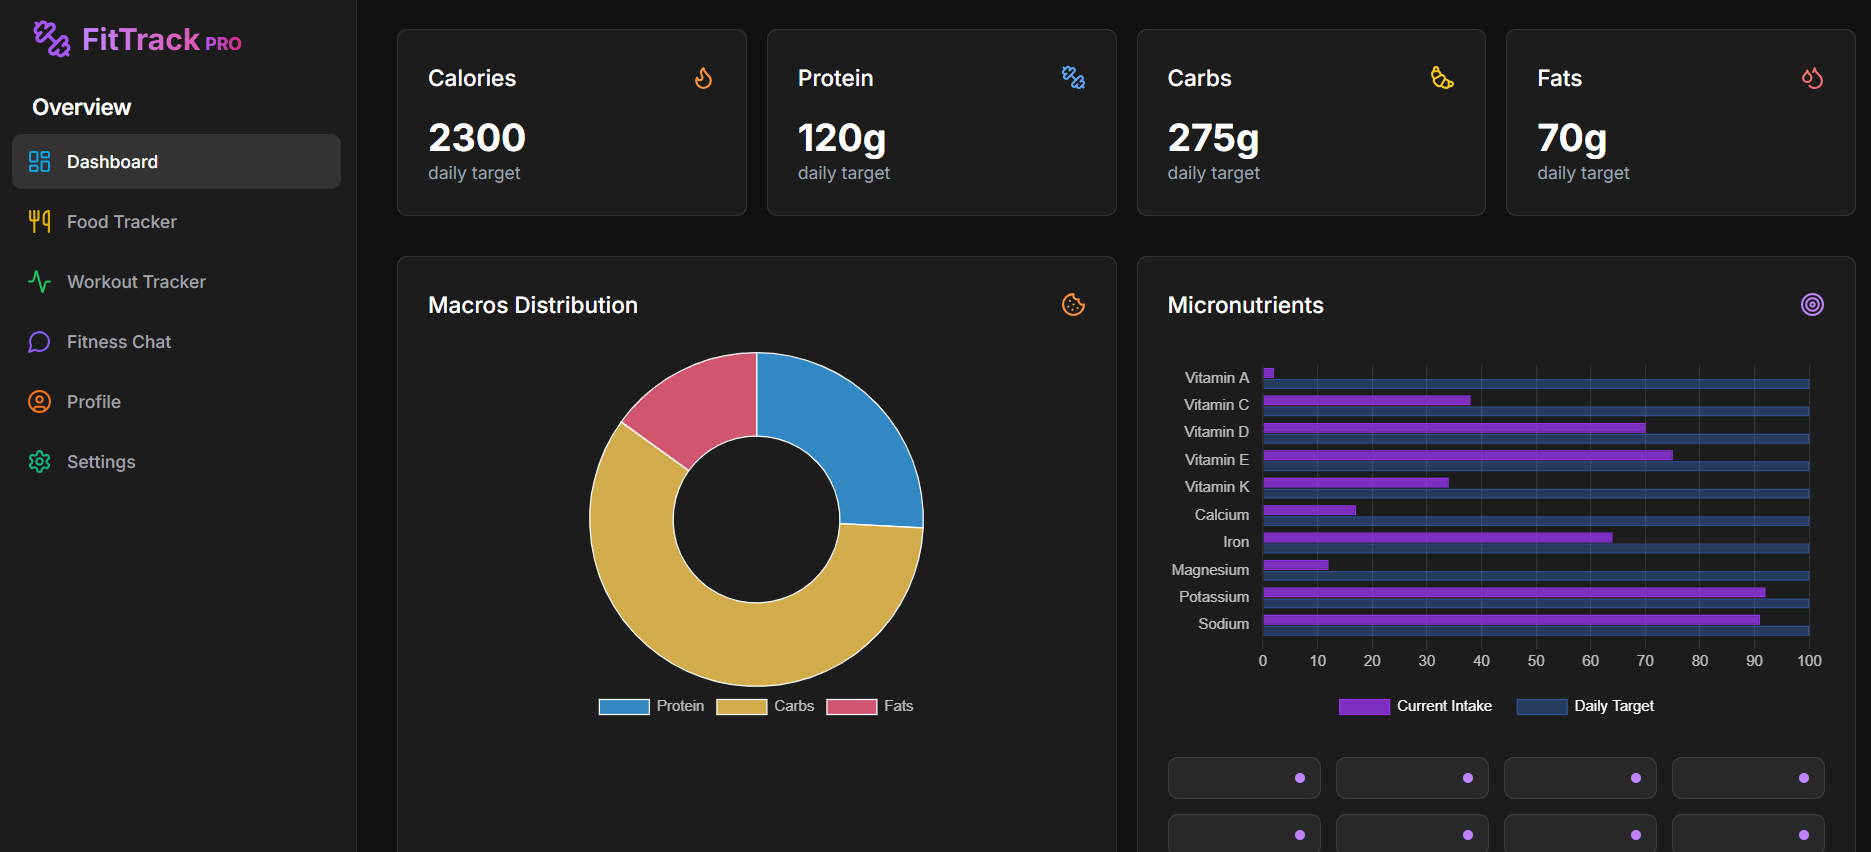 FitTrack PRO
Overview
Dashboard
Food Tracker
Workout Tracker
Fitness Chat
Profile
Settings
Calories
2300
daily target
Protein
120g
daily target
Carbs
275g
daily target
Fats
70g
daily target
Macros Distribution
Protein Carbs Fats
Micronutrients
Vitamin A
Vitamin C
Vitamin D
Vitamin E
Vitamin K
Calcium
Iron
Magnesium
Potassium
Sodium
0 10 20 30 40 50 60 70 80 90 100
Current Intake Daily Target